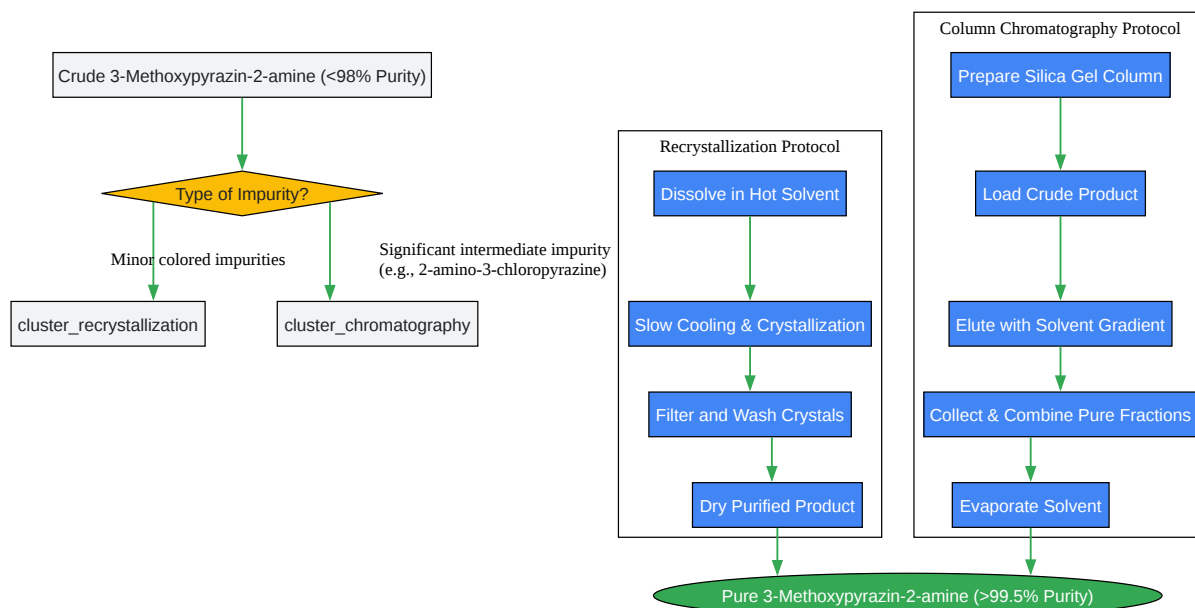 Crude 3-Methoxypyrazin-2-amine (<98% Purity)
Type of Impurity?
Minor colored impurities
Significant intermediate impurity
(e.g., 2-amino-3-chloropyrazine)
cluster_recrystallization
cluster_chromatography
Recrystallization Protocol
Dissolve in Hot Solvent
Slow Cooling & Crystallization
Filter and Wash Crystals
Dry Purified Product
Column Chromatography Protocol
Prepare Silica Gel Column
Load Crude Product
Elute with Solvent Gradient
Collect & Combine Pure Fractions
Evaporate Solvent
Pure 3-Methoxypyrazin-2-amine (>99.5% Purity)